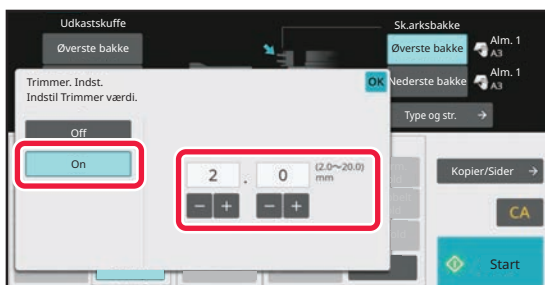 Udkastskuffe
Øverste bakke
Sk.arksbakke
Øverste bakke
Alm. 1
A3
Nederste bakke
Alm. 1
A3
Type og str.
Trimmer. Indst.
Indstil Trimmer værdi.
OK
Off
On
2 . 0
(2.0~20.0)
mm
− + − +
Kopier/Sider
CA
Start